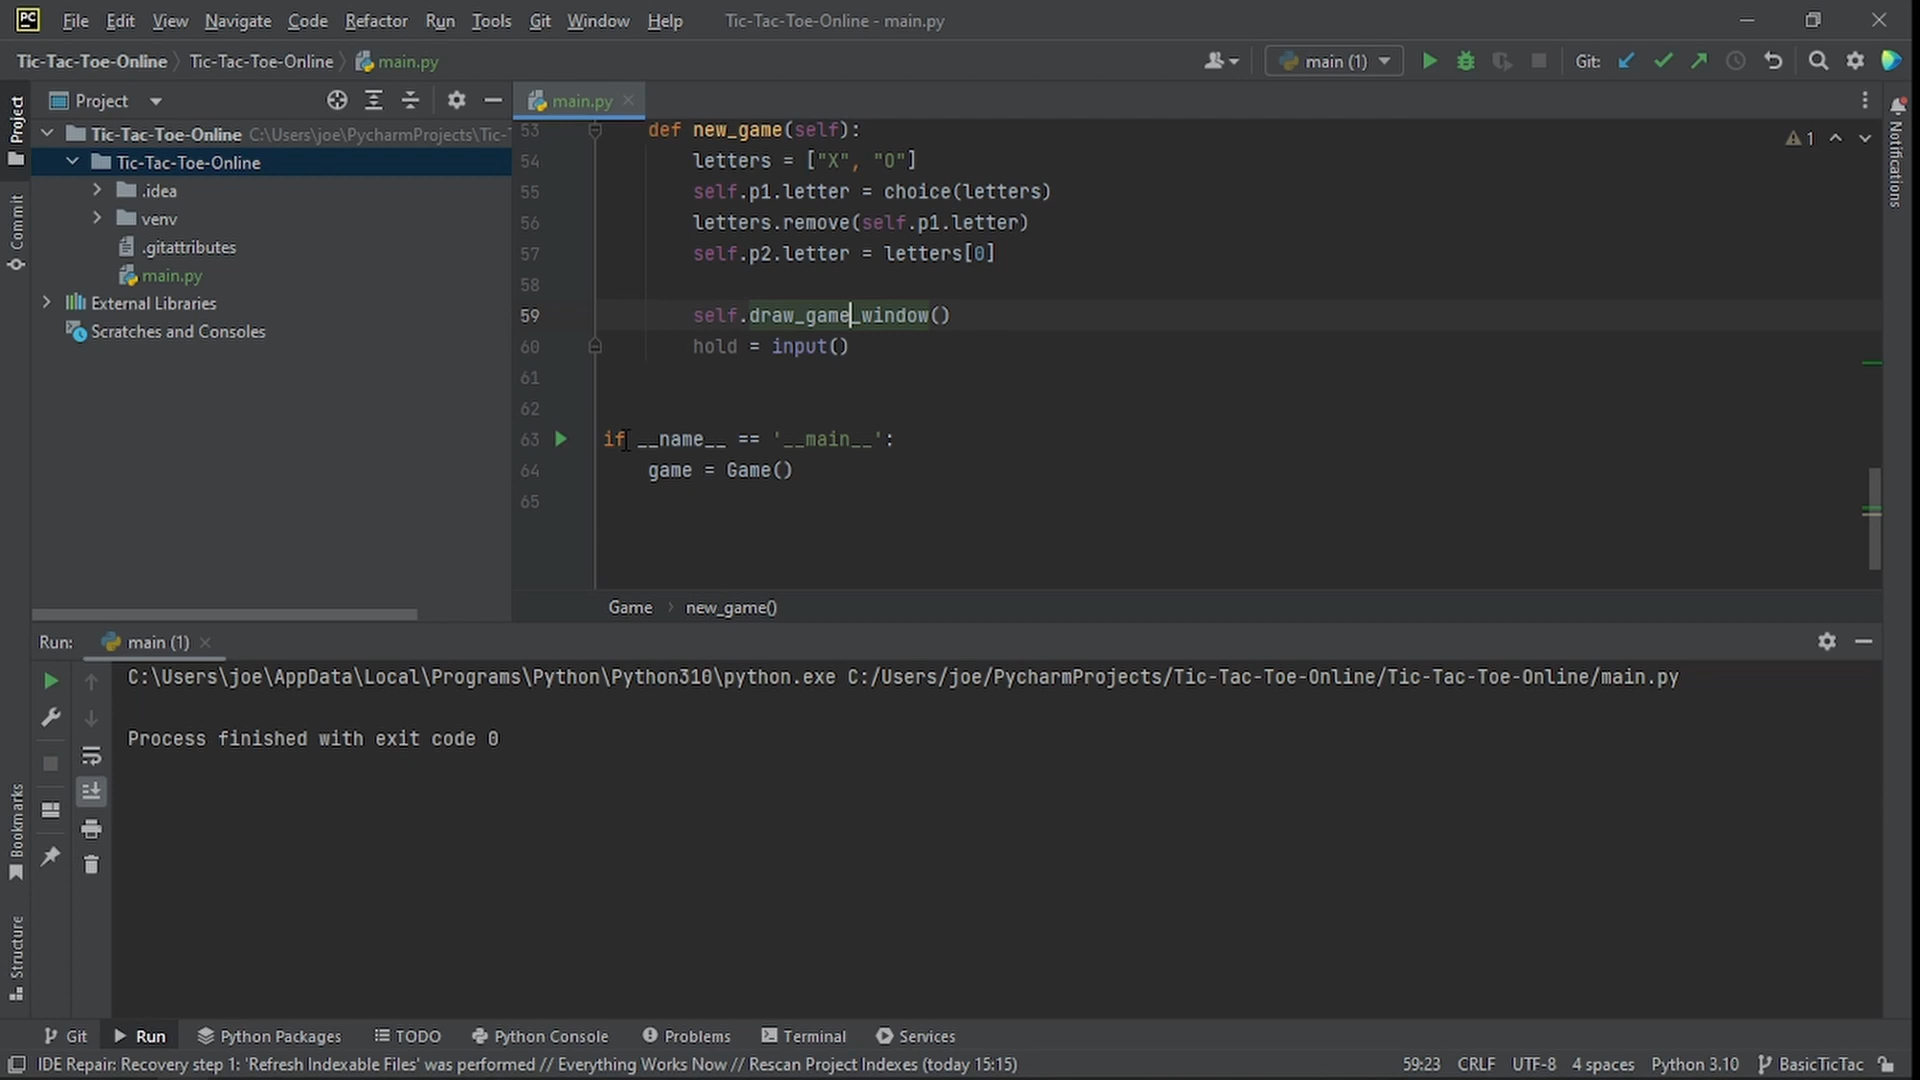 PC File Edit View Navigate Code Refactor Run Tools Git Window Help Tic-Tac-Toe-Online - main.py
Tic-Tac-Toe-Online Tic-Tac-Toe-Online main.py main (1) Git:
Project main.py
Project
Commit
Bookmarks
Structure
Notifications
Tic-Tac-Toe-Online C:\Users\joe\PycharmProjects\Tic-T
Tic-Tac-Toe-Online
.idea
venv
.gitattributes
main.py
External Libraries
Scratches and Consoles
1
53 def new_game(self):
54 letters = ["X", "O"]
55 self.p1.letter = choice(letters)
56 letters.remove(self.p1.letter)
57 self.p2.letter = letters[0]
58
59 self.draw_game_window()
60 hold = input()
61
62
63 if __name__ == '__main__':
64 game = Game()
65
Game new_game()
Run: main (1)
C:\Users\joe\AppData\Local\Programs\Python\Python310\python.exe C:/Users/joe/PycharmProjects/Tic-Tac-Toe-Online/Tic-Tac-Toe-Online/main.py
Process finished with exit code 0
Git Run Python Packages TODO Python Console Problems Terminal Services
IDE Repair: Recovery step 1: 'Refresh Indexable Files' was performed // Everything Works Now // Rescan Project Indexes (today 15:15) 59:23 CRLF UTF-8 4 spaces Python 3.10 BasicTicTac